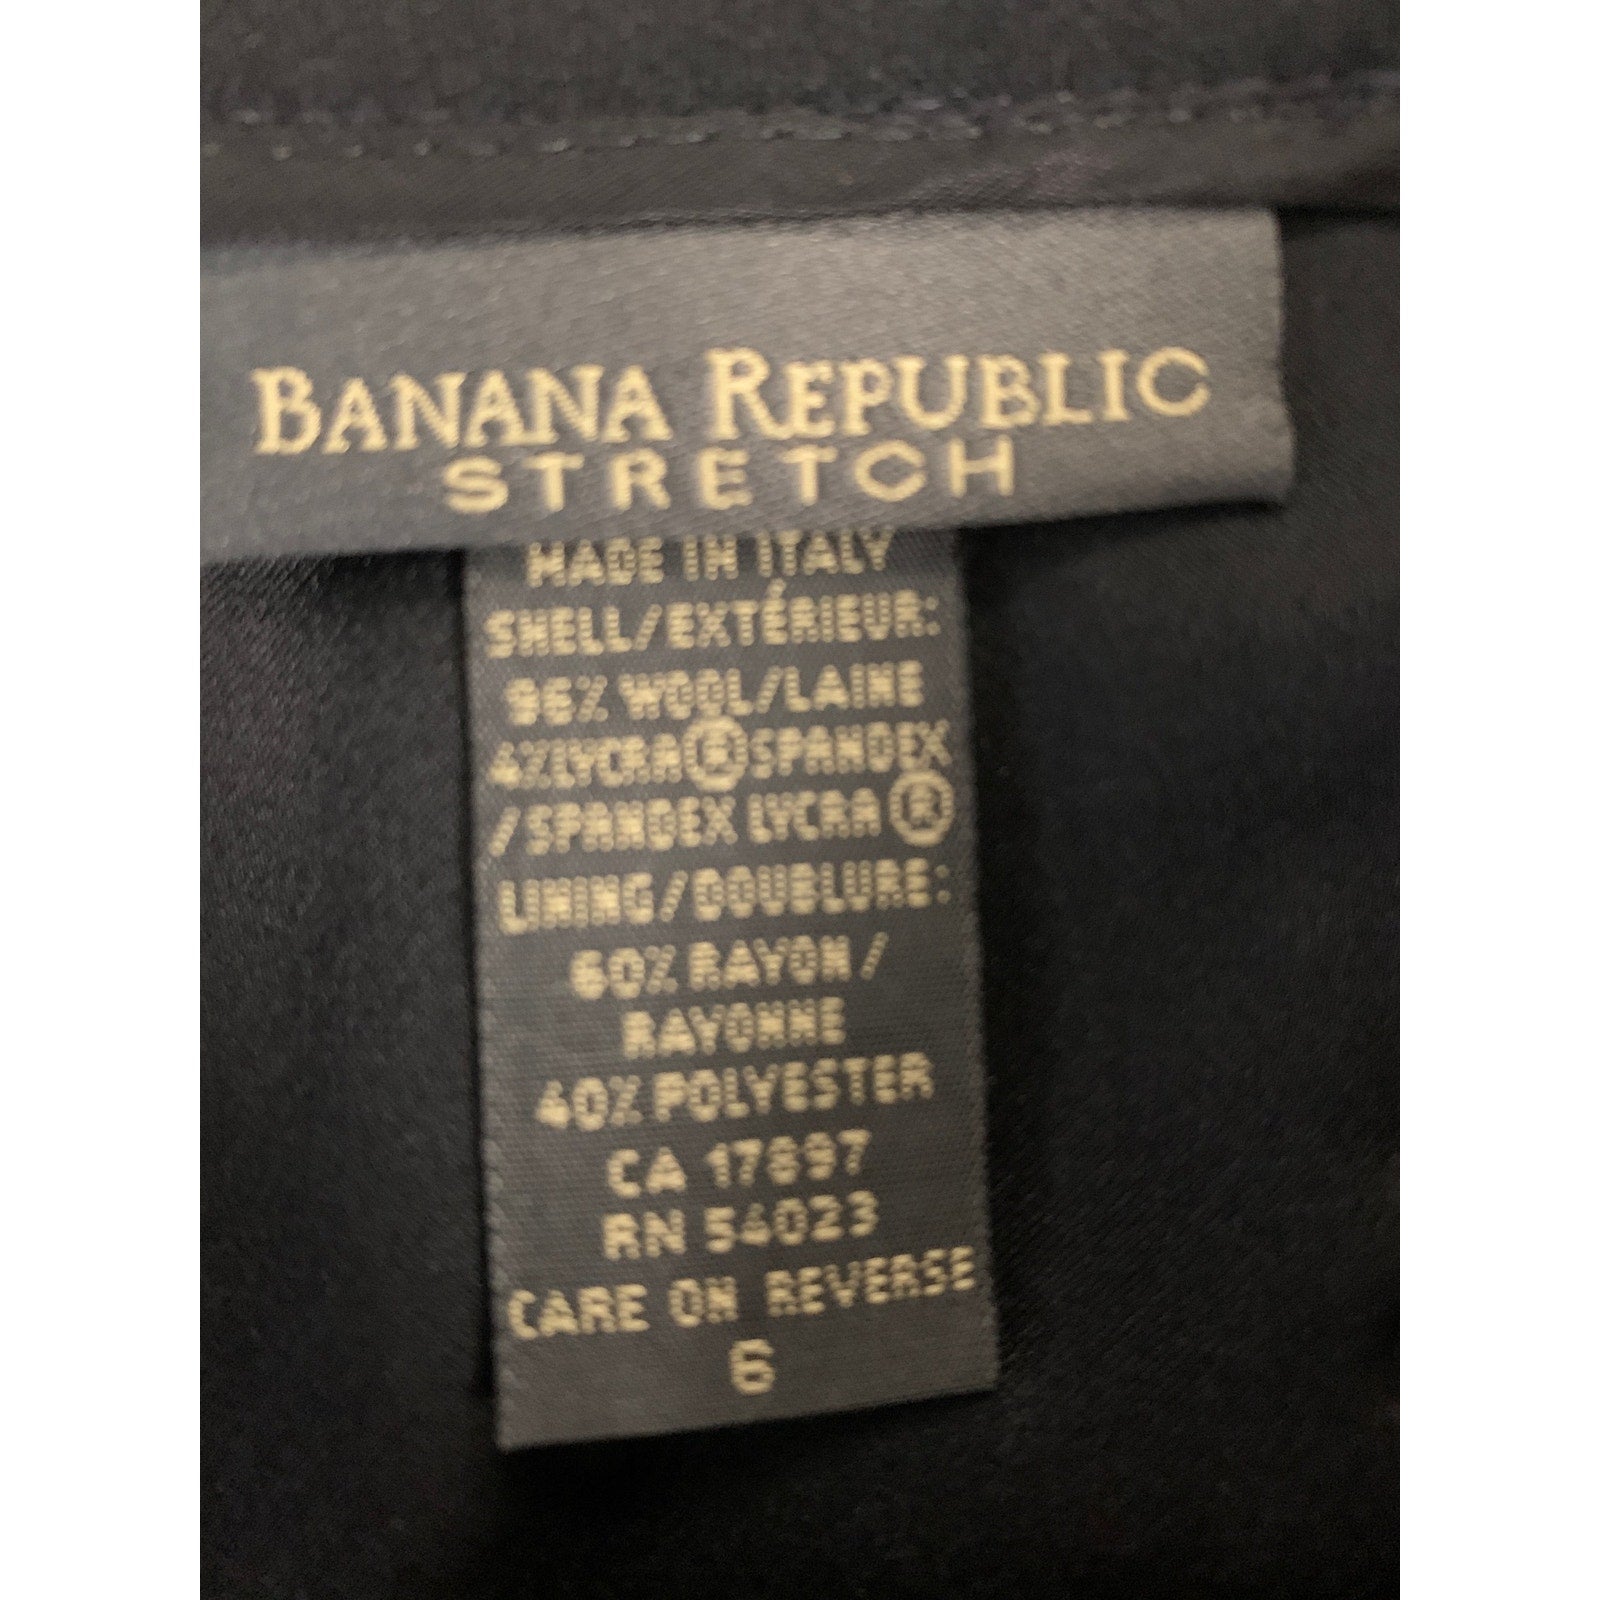 BANANA REPUBLIC
STRETCH
MADE IN ITALY
SHELL/EXTÉRIEUR:
96% WOOL/LAINE
4%LYCRA®SPANDEX
/SPANDEX LYCRA®
LINING/DOUBLURE:
60% RAYON/
RAYONNE
40% POLYESTER
CA 17897
RN 54023
CARE ON REVERSE
6